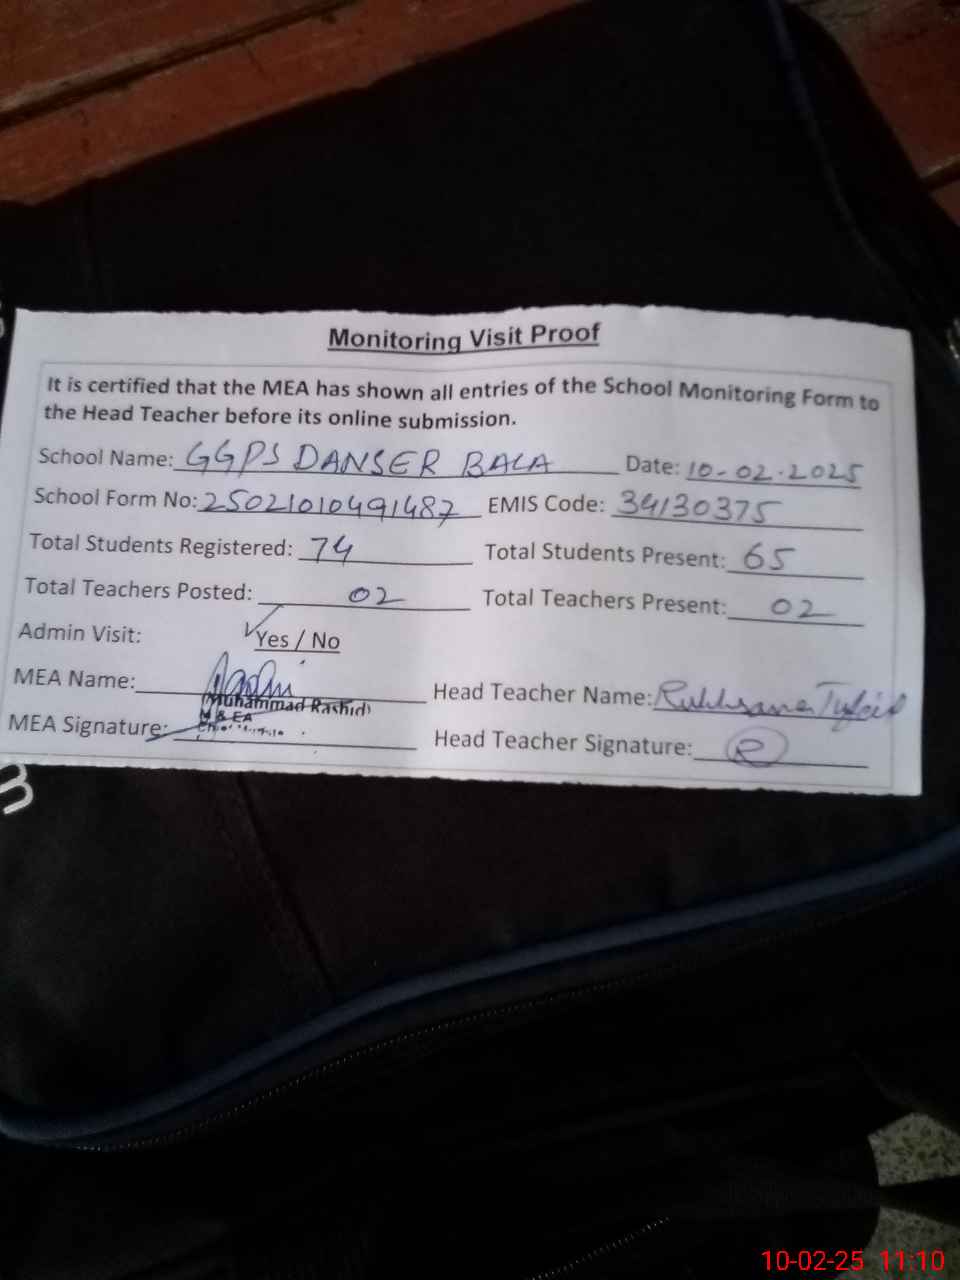 Monitoring Visit Proof
It is certified that the MEA has shown all entries of the School Monitoring Form to
the Head Teacher before its online submission.
School Name: GGPS DANSER BALA Date: 10-02-2025
School Form No: 25021010491487 EMIS Code: 34130375
Total Students Registered: 74 Total Students Present: 65
Total Teachers Posted: 02 Total Teachers Present: 02
Admin Visit: Yes / No
MEA Name: Head Teacher Name: Rukhsana
(Muhammad Rashid)
M & EA
MEA Signature: Head Teacher Signature: R
10-02-25 11:10